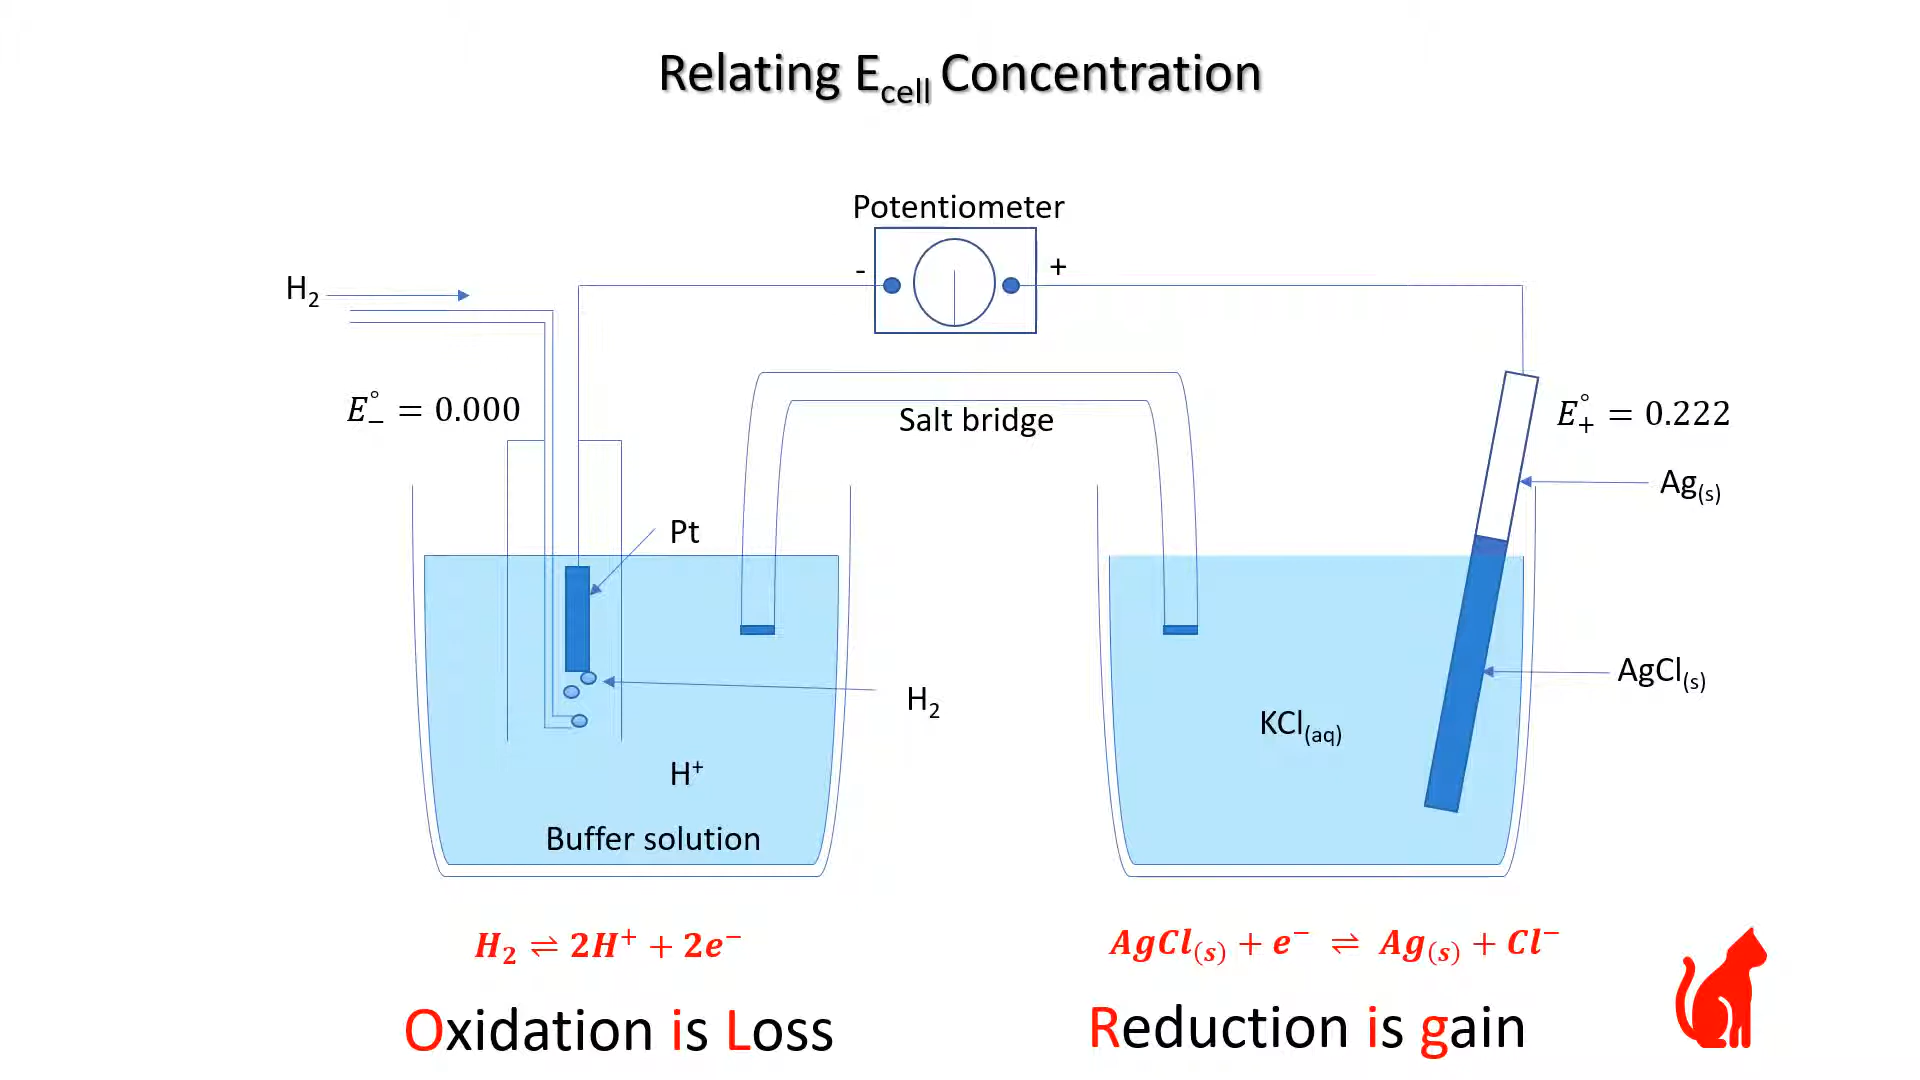 Relating E_cell Concentration
Potentiometer
- +
H₂
E°₋ = 0.000
Salt bridge
E°₊ = 0.222
Ag₍s₎
Pt
AgCl₍s₎
H₂
KCl₍aq₎
H⁺
Buffer solution
H₂ ⇌ 2H⁺ + 2e⁻
AgCl₍s₎ + e⁻ ⇌ Ag₍s₎ + Cl⁻
Oxidation is Loss
Reduction is gain